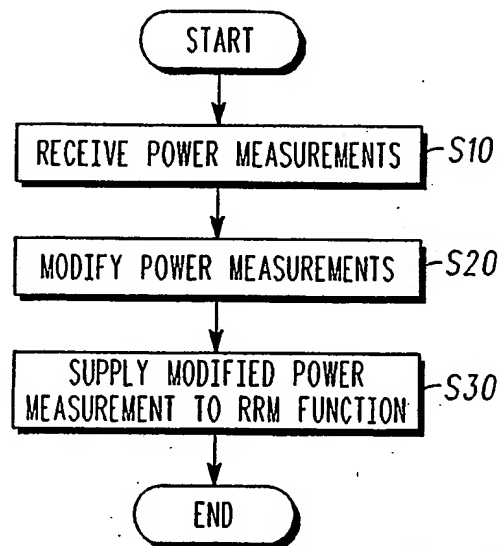 START
RECEIVE POWER MEASUREMENTS
S10
MODIFY POWER MEASUREMENTS
S20
SUPPLY MODIFIED POWER
MEASUREMENT TO RRM FUNCTION
S30
END